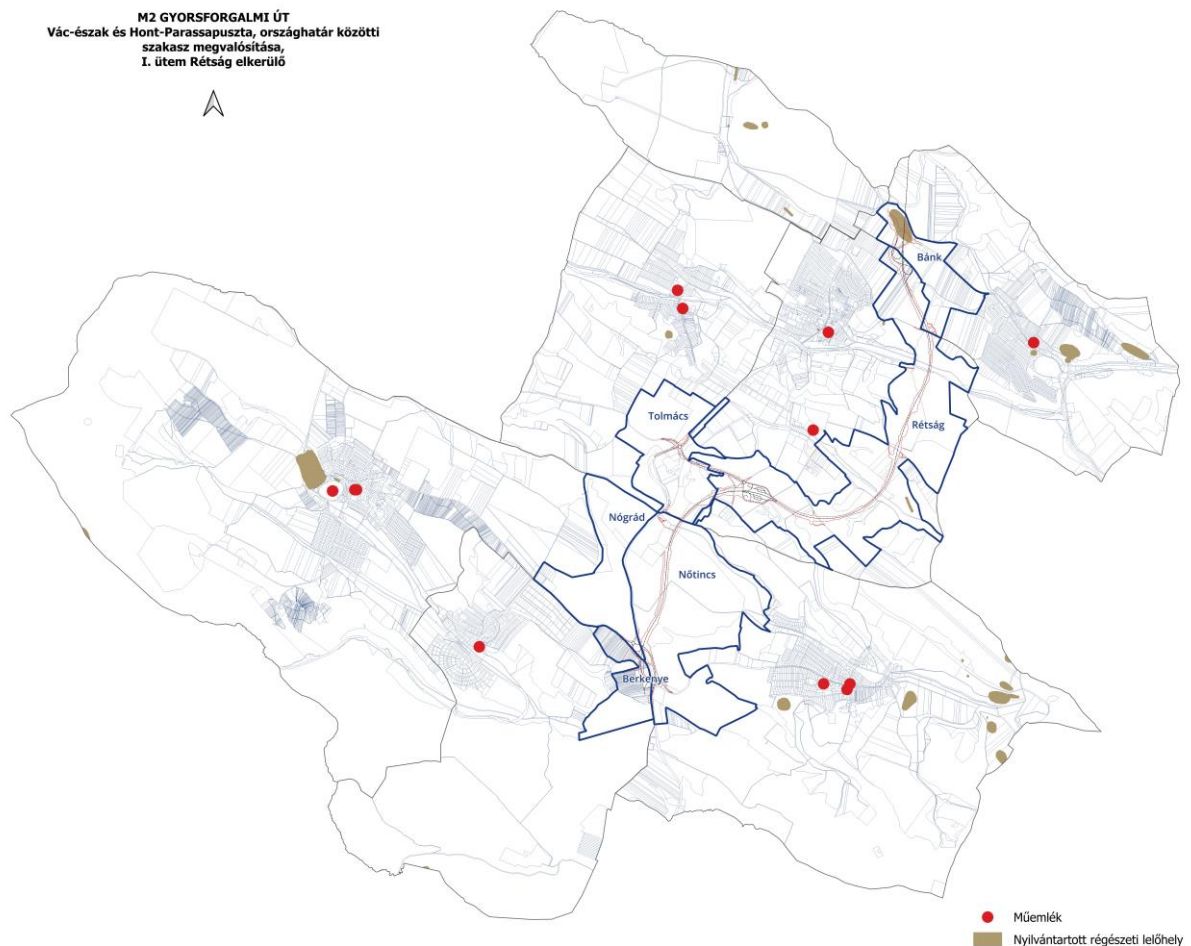 M2 GYORSFORGALMI ÚT
Vác-észak és Hont-Parassapuszta, országhatár közötti
szakasz megvalósítása,
I. ütem Rétság elkerülő
Bánk
Tolmács
Rétság
Nógrád
Nőtincs
Berkenye
Műemlék
Nyilvántartott régészeti lelőhely